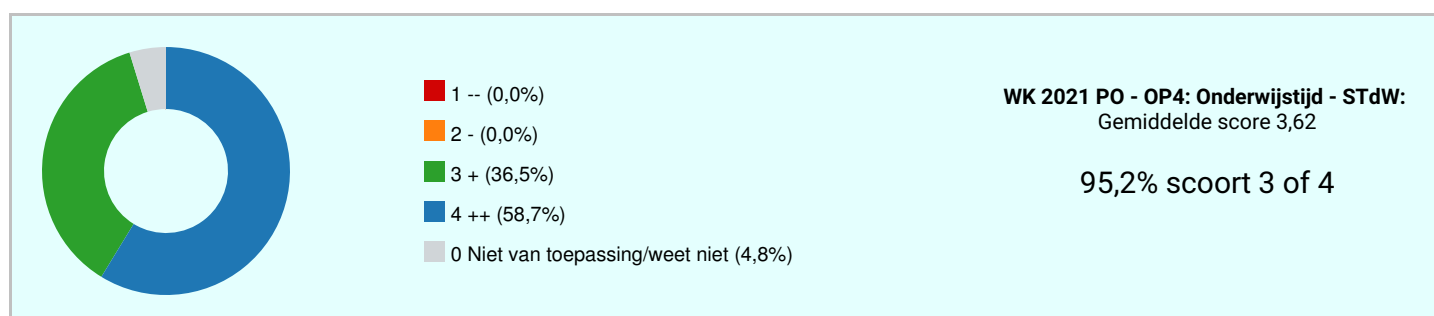 1 -- (0,0%)
2 - (0,0%)
3 + (36,5%)
4 ++ (58,7%)
0 Niet van toepassing/weet niet (4,8%)
WK 2021 PO - OP4: Onderwijstijd - STdW:
Gemiddelde score 3,62
95,2% scoort 3 of 4